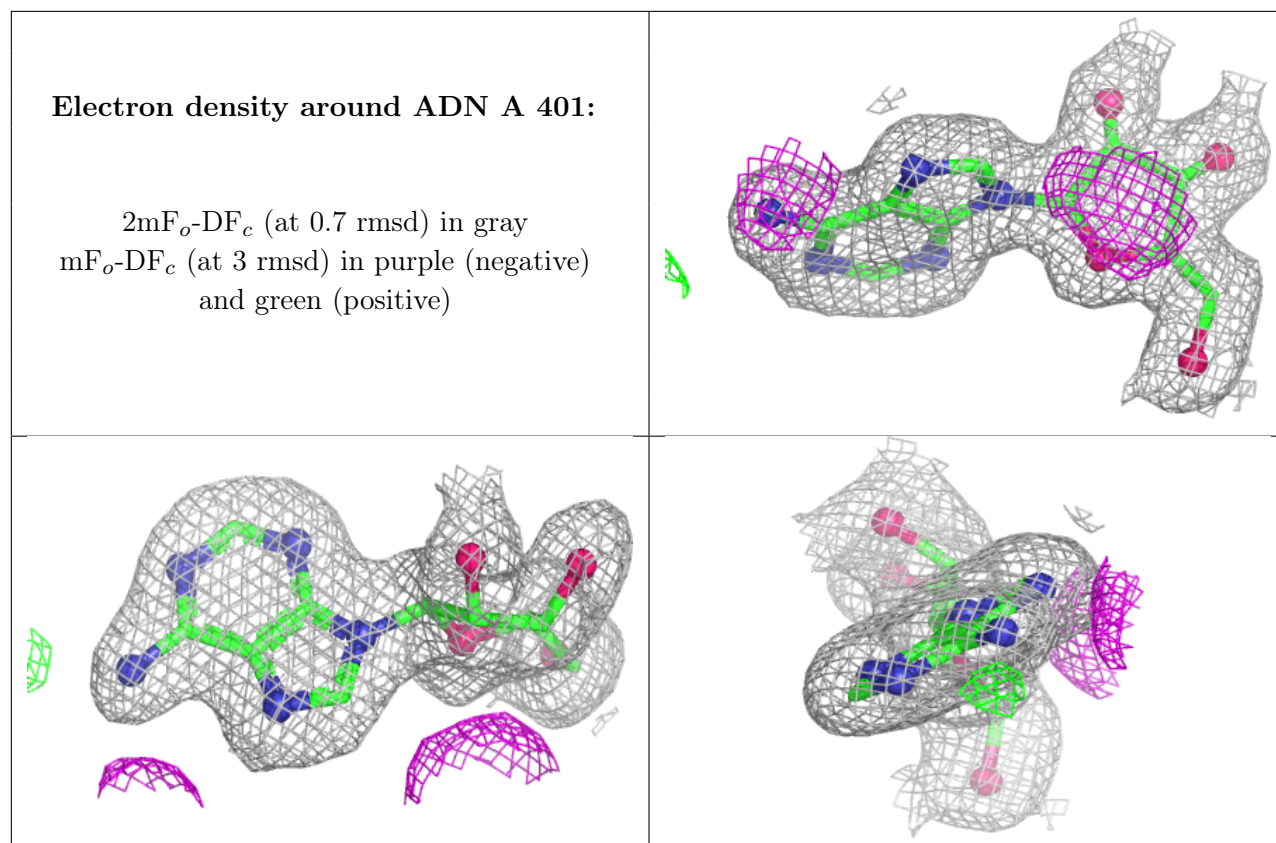 Electron density around ADN A 401:
2mFₒ-DF𝒸 (at 0.7 rmsd) in gray
mFₒ-DF𝒸 (at 3 rmsd) in purple (negative)
and green (positive)